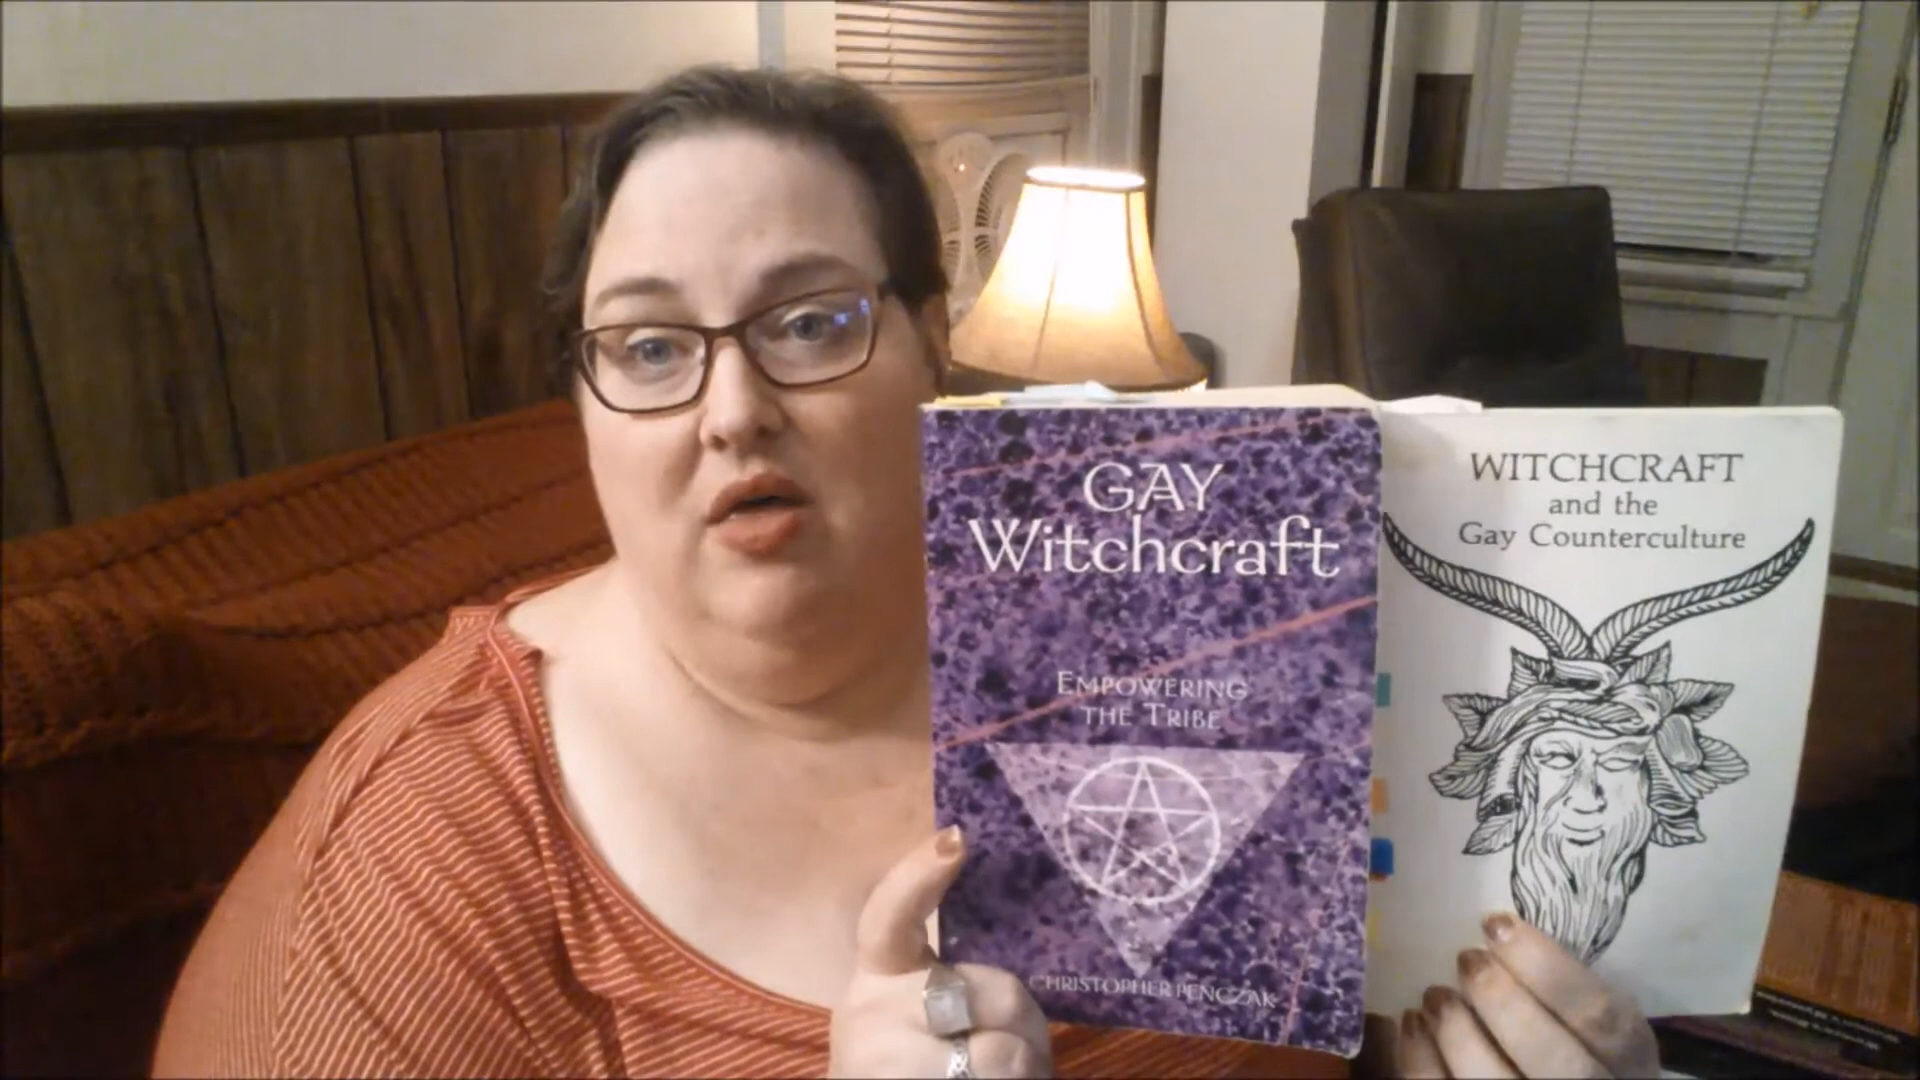 GAY
Witchcraft
EMPOWERING
THE TRIBE
CHRISTOPHER PENCZAK
WITCHCRAFT
and the
Gay Counterculture